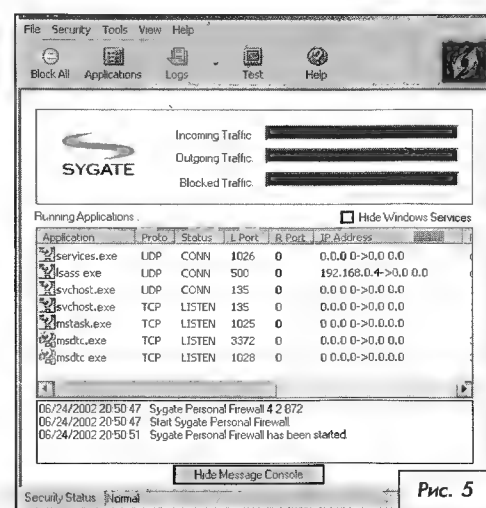 File Security Tools View Help
Block All Applications Logs Test Help
SYGATE
Incoming Traffic
Outgoing Traffic.
Blocked Traffic.
Running Applications . Hide Windows Services
Application Proto Status L Port R Port IP Address
services.exe UDP CONN 1026 0 0.0.0 0->0.0 0.0
lsass exe UDP CONN 500 0 192.168.0.4->0.0 0.0
svchost.exe UDP CONN 135 0 0 0 0 0->0.0.0.0
svchost.exe TCP LISTEN 135 0 0 0.0 0->0.0.0.0
mstask.exe TCP LISTEN 1025 0 0 0 0.0->0.0.0.0
msdtc.exe TCP LISTEN 3372 0 0 0 0.0->0.0.0.0
msdtc exe TCP LISTEN 1028 0 0 0.0,0->0.0.0.0
06/24/2002 20 50 47 Sygate Personal Firewall 4 2 872
06/24/2002 20:50 47 Start Sygate Personal Firewall.
06/24/2002 20:50 51 Sygate Personal Firewall has been started.
Hide Message Console
Security Status Normal
Рис. 5